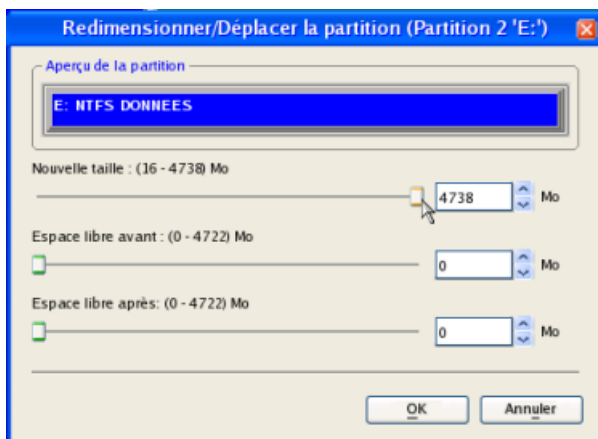 Redimensionner/Déplacer la partition (Partition 2 'E:')
Aperçu de la partition
E: NTFS DONNEES
Nouvelle taille : (16 - 4738) Mo
4738 Mo
Espace libre avant : (0 - 4722) Mo
0 Mo
Espace libre après: (0 - 4722) Mo
0 Mo
OK Annuler